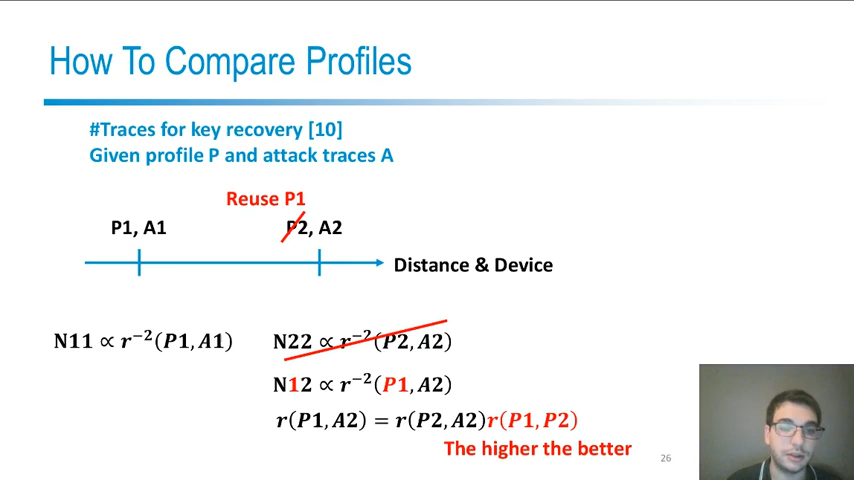 How To Compare Profiles
#Traces for key recovery [10]
Given profile P and attack traces A
Reuse P1
P1, A1
P2, A2
Distance & Device
N11 ∝ r⁻²(P1, A1)
N22 ∝ r⁻²(P2, A2)
N12 ∝ r⁻²(P1, A2)
r(P1, A2) = r(P2, A2)r(P1, P2)
The higher the better
26